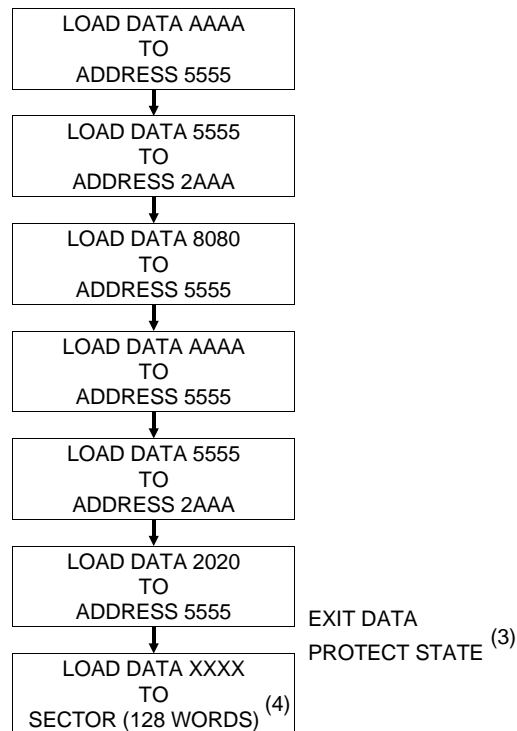 LOAD DATA AAAA
TO
ADDRESS 5555
LOAD DATA 5555
TO
ADDRESS 2AAA
LOAD DATA 8080
TO
ADDRESS 5555
LOAD DATA AAAA
TO
ADDRESS 5555
LOAD DATA 5555
TO
ADDRESS 2AAA
LOAD DATA 2020
TO
ADDRESS 5555
EXIT DATA
PROTECT STATE (3)
LOAD DATA XXXX
TO
SECTOR (128 WORDS) (4)